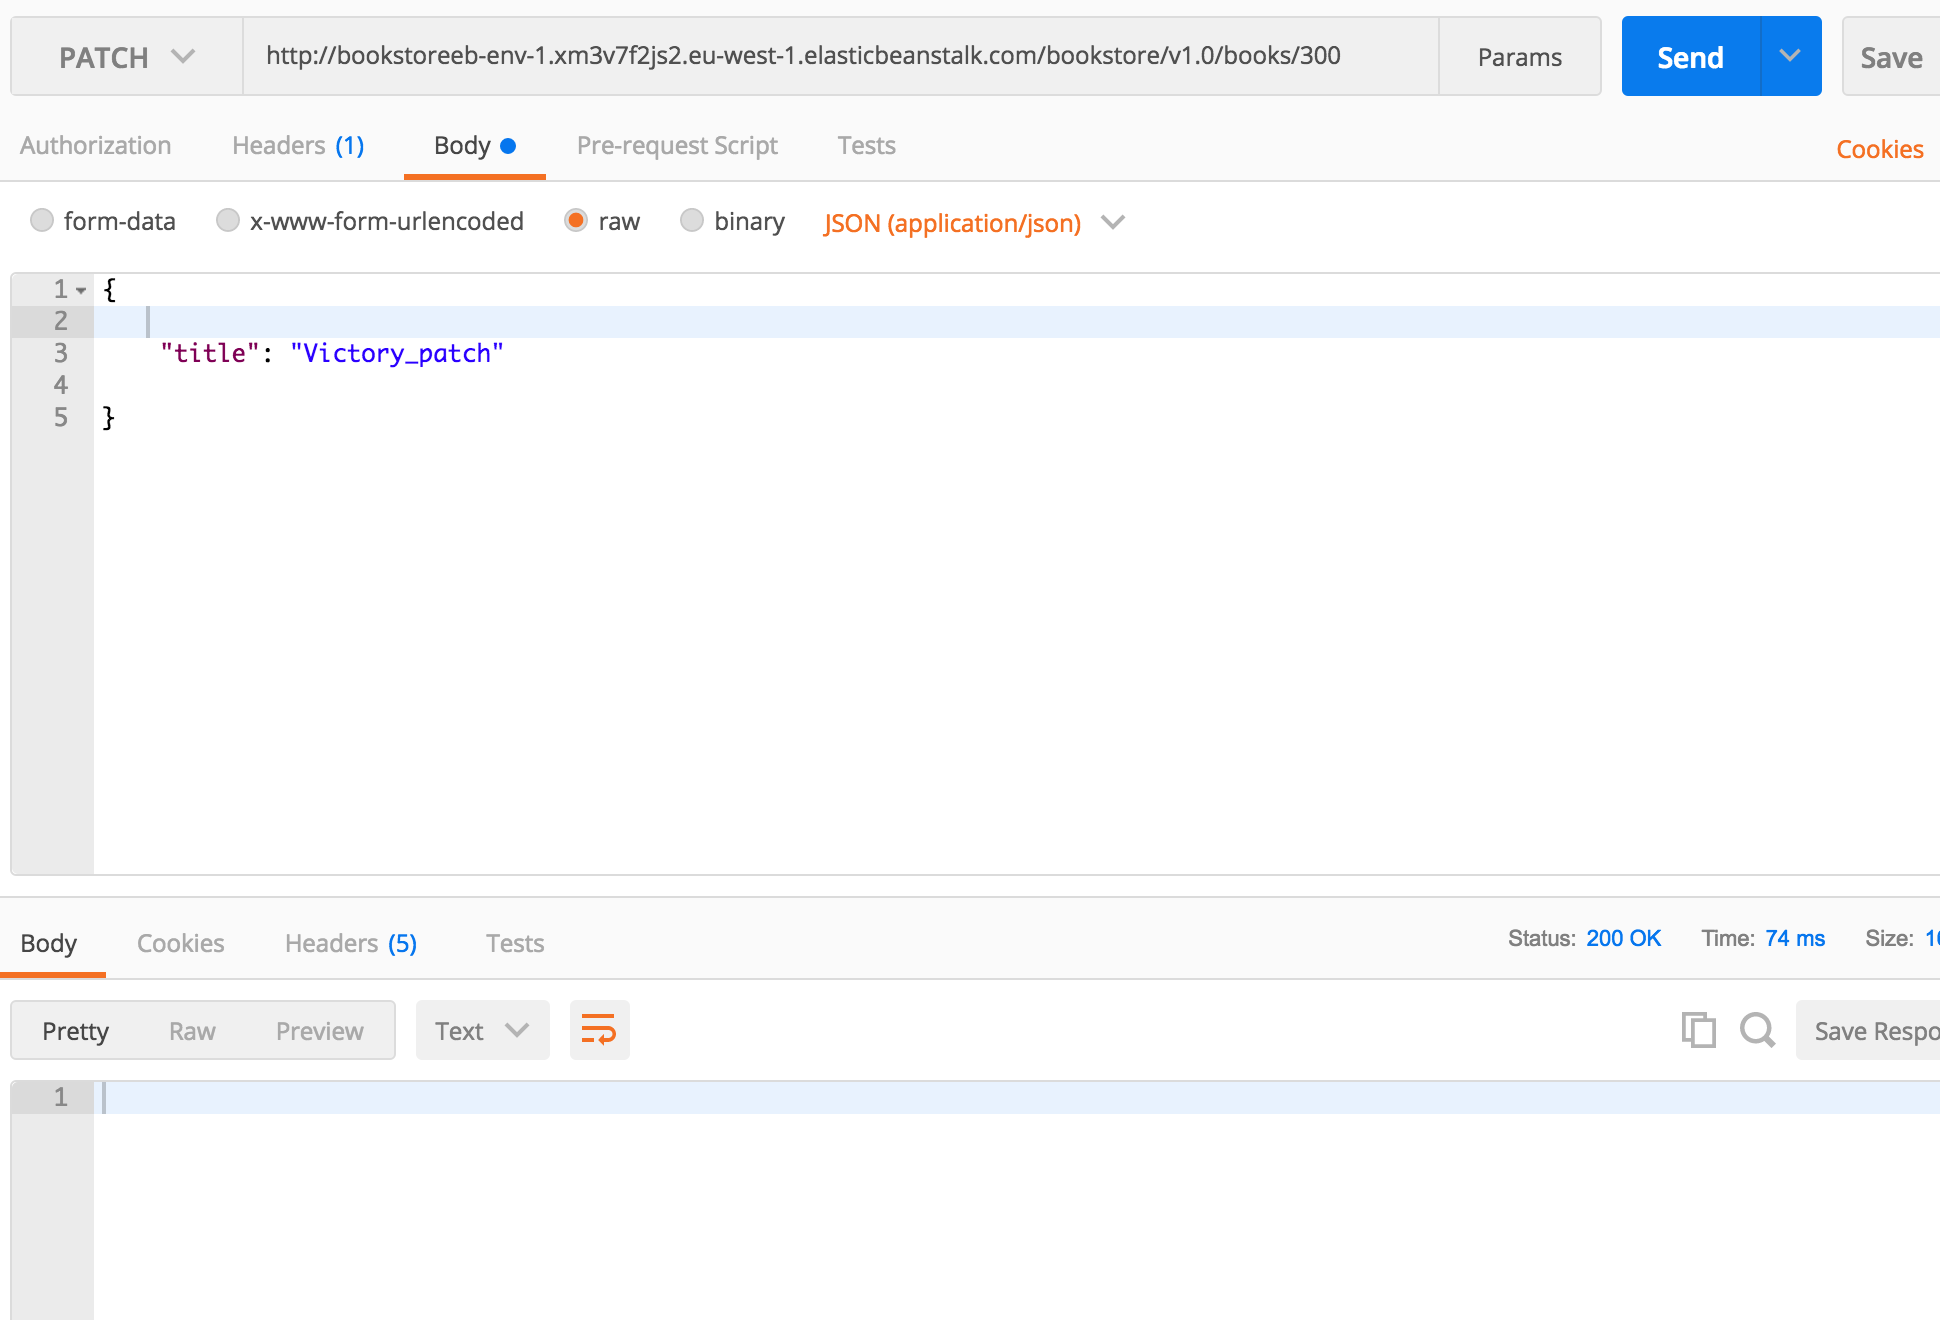 PATCH http://bookstoreeb-env-1.xm3v7f2js2.eu-west-1.elasticbeanstalk.com/bookstore/v1.0/books/300 Params Send Save
Authorization Headers (1) Body Pre-request Script Tests Cookies
form-data x-www-form-urlencoded raw binary JSON (application/json)
1 {
2
3 "title": "Victory_patch"
4
5 }
Body Cookies Headers (5) Tests Status: 200 OK Time: 74 ms Size:
Pretty Raw Preview Text Save Respo
1